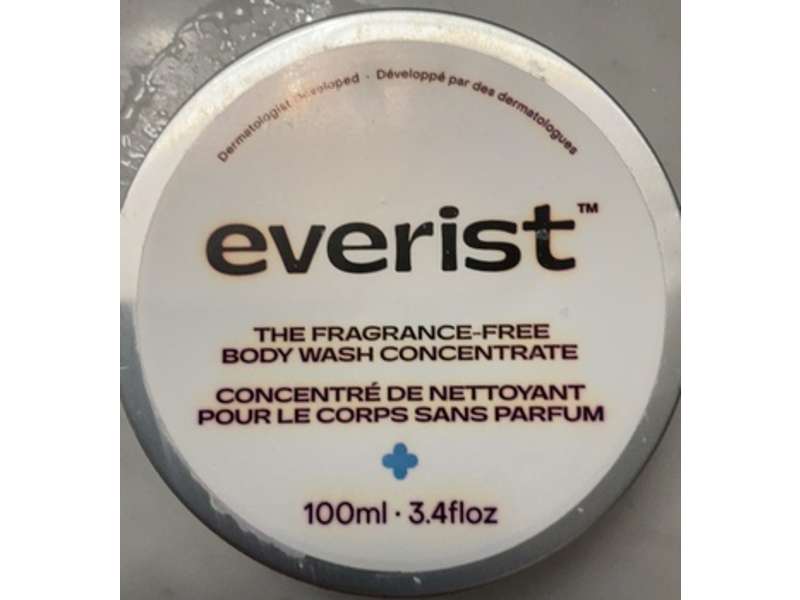 Dermatologist Developed · Développé par des dermatologues
everist™
THE FRAGRANCE-FREE
BODY WASH CONCENTRATE
CONCENTRÉ DE NETTOYANT
POUR LE CORPS SANS PARFUM
100ml · 3.4floz